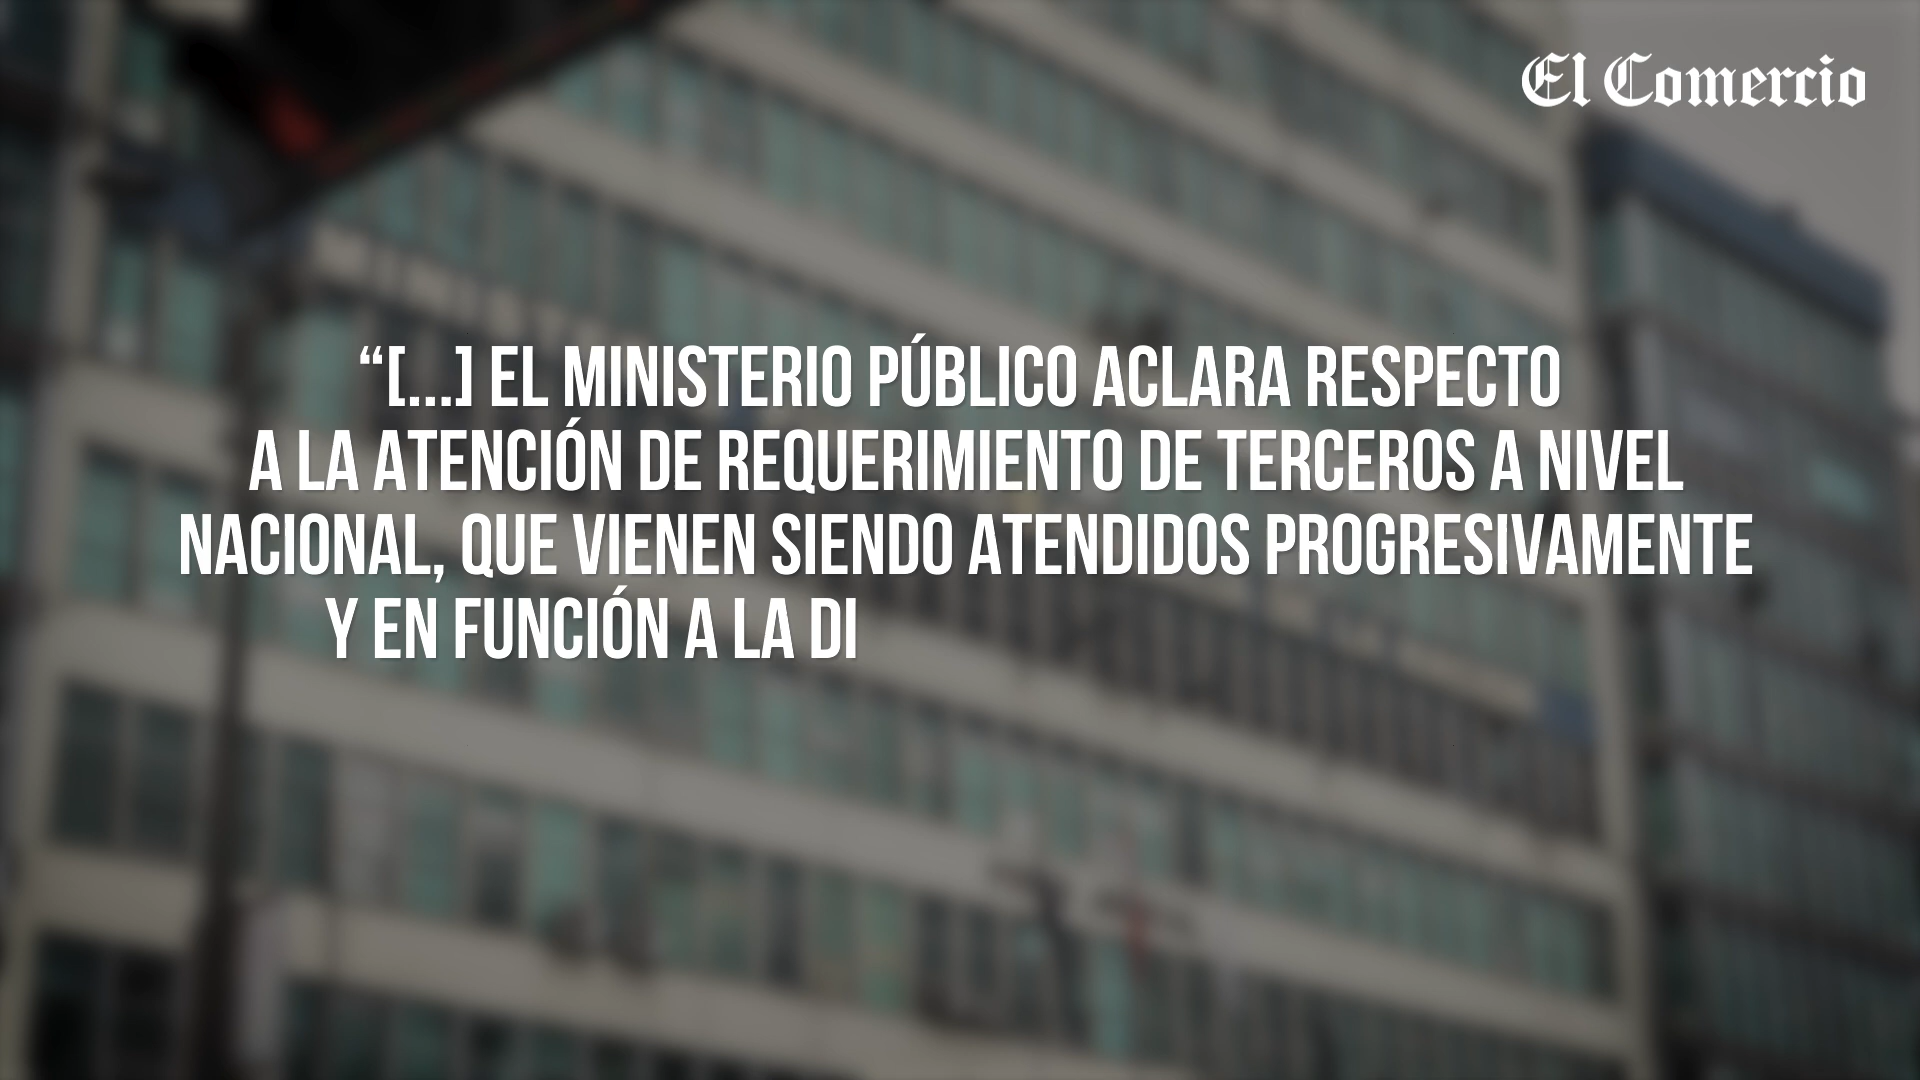 El Comercio
“[...] EL MINISTERIO PÚBLICO ACLARA RESPECTO
A LA ATENCIÓN DE REQUERIMIENTO DE TERCEROS A NIVEL
NACIONAL, QUE VIENEN SIENDO ATENDIDOS PROGRESIVAMENTE
Y EN FUNCIÓN A LA DI